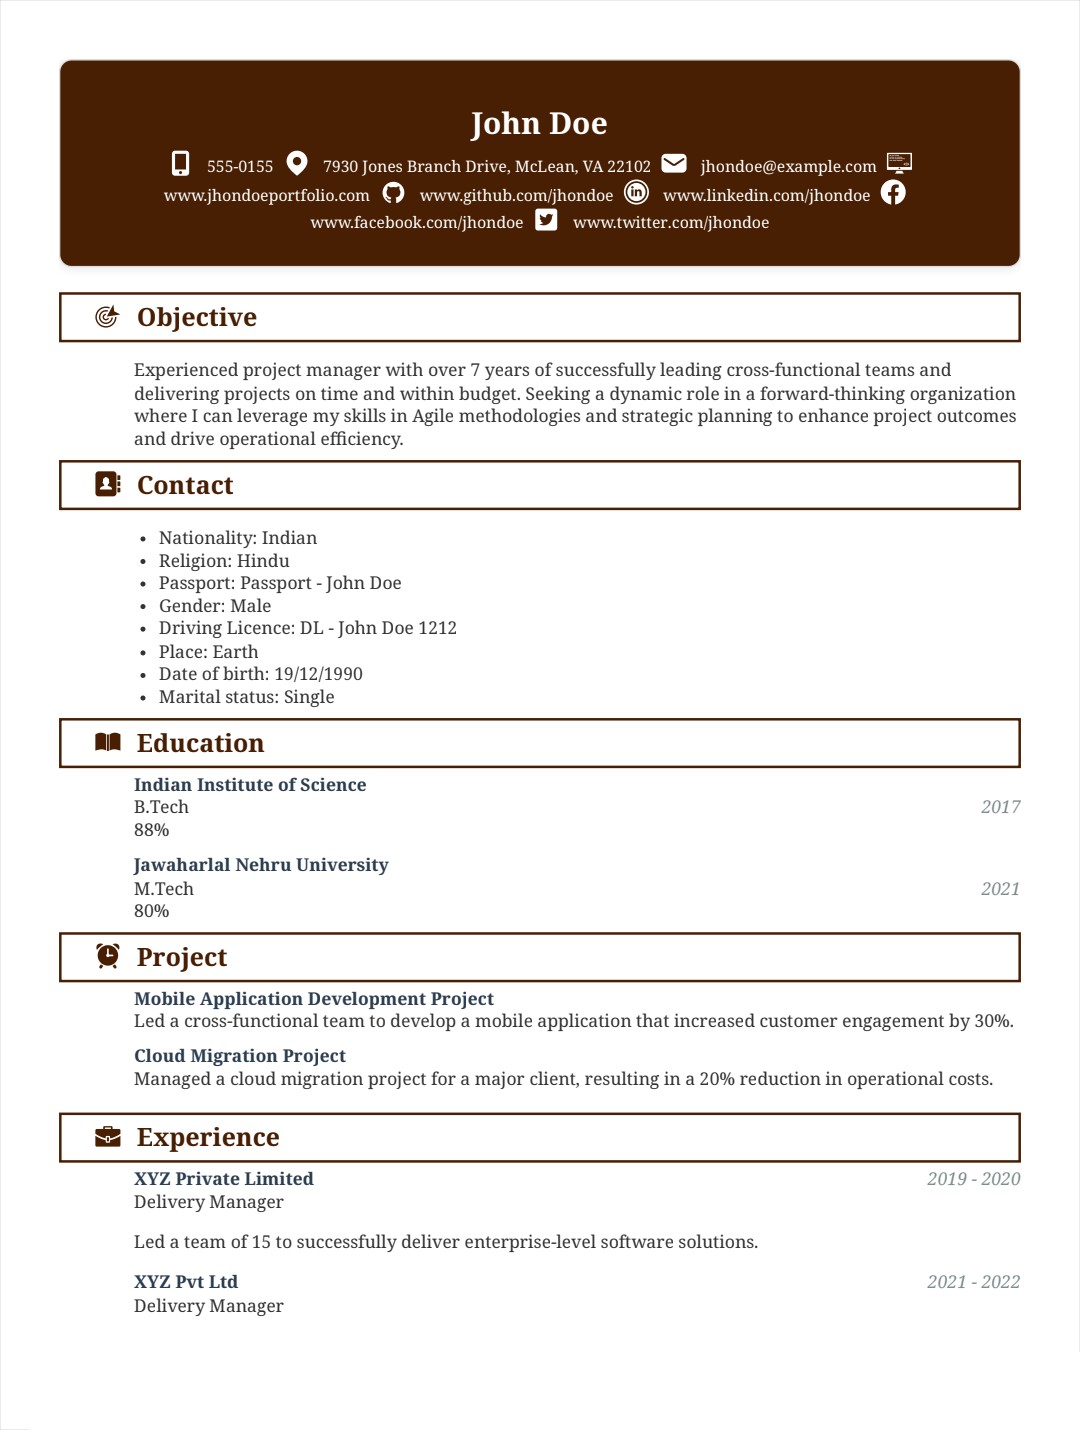 John Doe
555-0155 7930 Jones Branch Drive, McLean, VA 22102 jhondoe@example.com
www.jhondoeportfolio.com www.github.com/jhondoe www.linkedin.com/jhondoe
www.facebook.com/jhondoe www.twitter.com/jhondoe
Objective
Experienced project manager with over 7 years of successfully leading cross-functional teams and
delivering projects on time and within budget. Seeking a dynamic role in a forward-thinking organization
where I can leverage my skills in Agile methodologies and strategic planning to enhance project outcomes
and drive operational efficiency.
Contact
• Nationality: Indian
• Religion: Hindu
• Passport: Passport - John Doe
• Gender: Male
• Driving Licence: DL - John Doe 1212
• Place: Earth
• Date of birth: 19/12/1990
• Marital status: Single
Education
Indian Institute of Science
B.Tech 2017
88%
Jawaharlal Nehru University
M.Tech 2021
80%
Project
Mobile Application Development Project
Led a cross-functional team to develop a mobile application that increased customer engagement by 30%.
Cloud Migration Project
Managed a cloud migration project for a major client, resulting in a 20% reduction in operational costs.
Experience
XYZ Private Limited 2019 - 2020
Delivery Manager
Led a team of 15 to successfully deliver enterprise-level software solutions.
XYZ Pvt Ltd 2021 - 2022
Delivery Manager